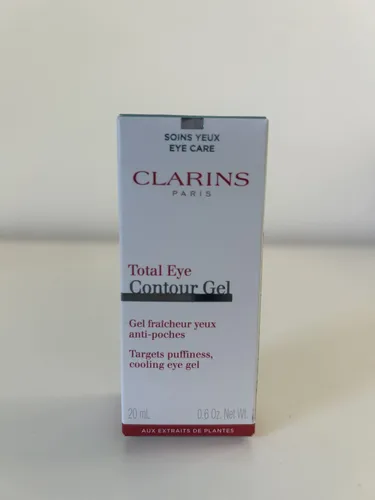 SOINS YEUX
EYE CARE
CLARINS
PARIS
Total Eye
Contour Gel
Gel fraîcheur yeux
anti-poches
Targets puffiness,
cooling eye gel
20 mL 0.6 Oz. Net Wt.
AUX EXTRAITS DE PLANTES